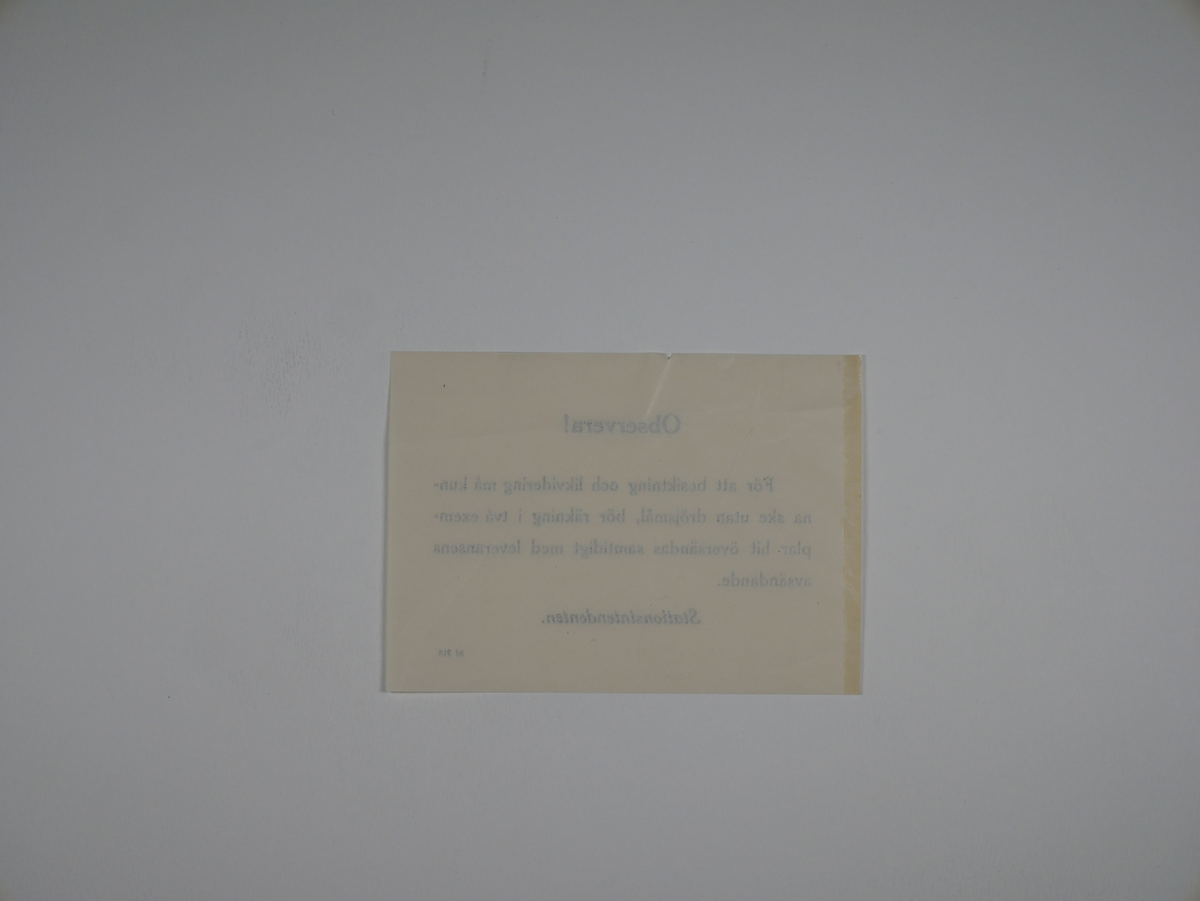 Observera!
För att besiktning och likvidering må kun-
na ske utan dröjsmål, bör räkning i två exem-
plar hit översändas samtidigt med leveransens
avsändande.
Stationsintendenten.